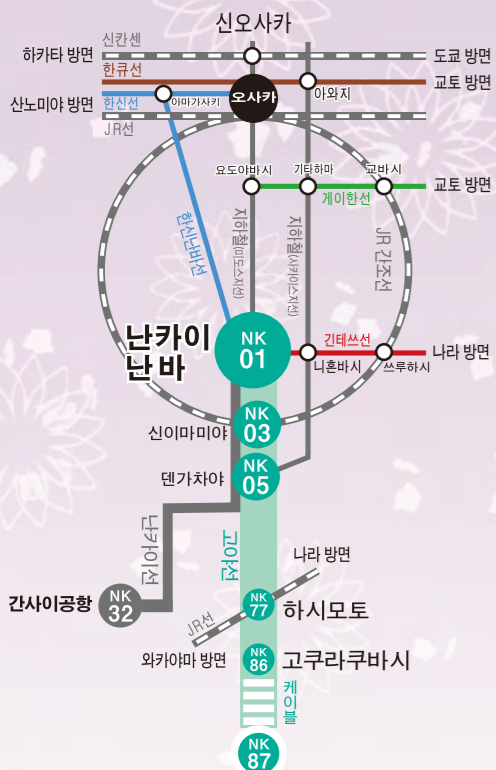 신오사카
신칸센
하카타 방면
도쿄 방면
한큐선
교토 방면
산노미야 방면
한신선
아마가사키
오사카
아와지
JR선
요도야바시
기타하마
교바시
교토 방면
게이한선
한신난바선
지하철(미도스지선)
지하철(사카이스지선)
JR 간조선
난카이
난바
NK
01
긴테쓰선
나라 방면
니혼바시
쓰루하시
NK
03
신이마미야
NK
05
덴가차야
난카이선
고야선
나라 방면
간사이공항
NK
32
NK
77
하시모토
JR선
와카야마 방면
NK
86
고쿠라쿠바시
케이블
NK
87